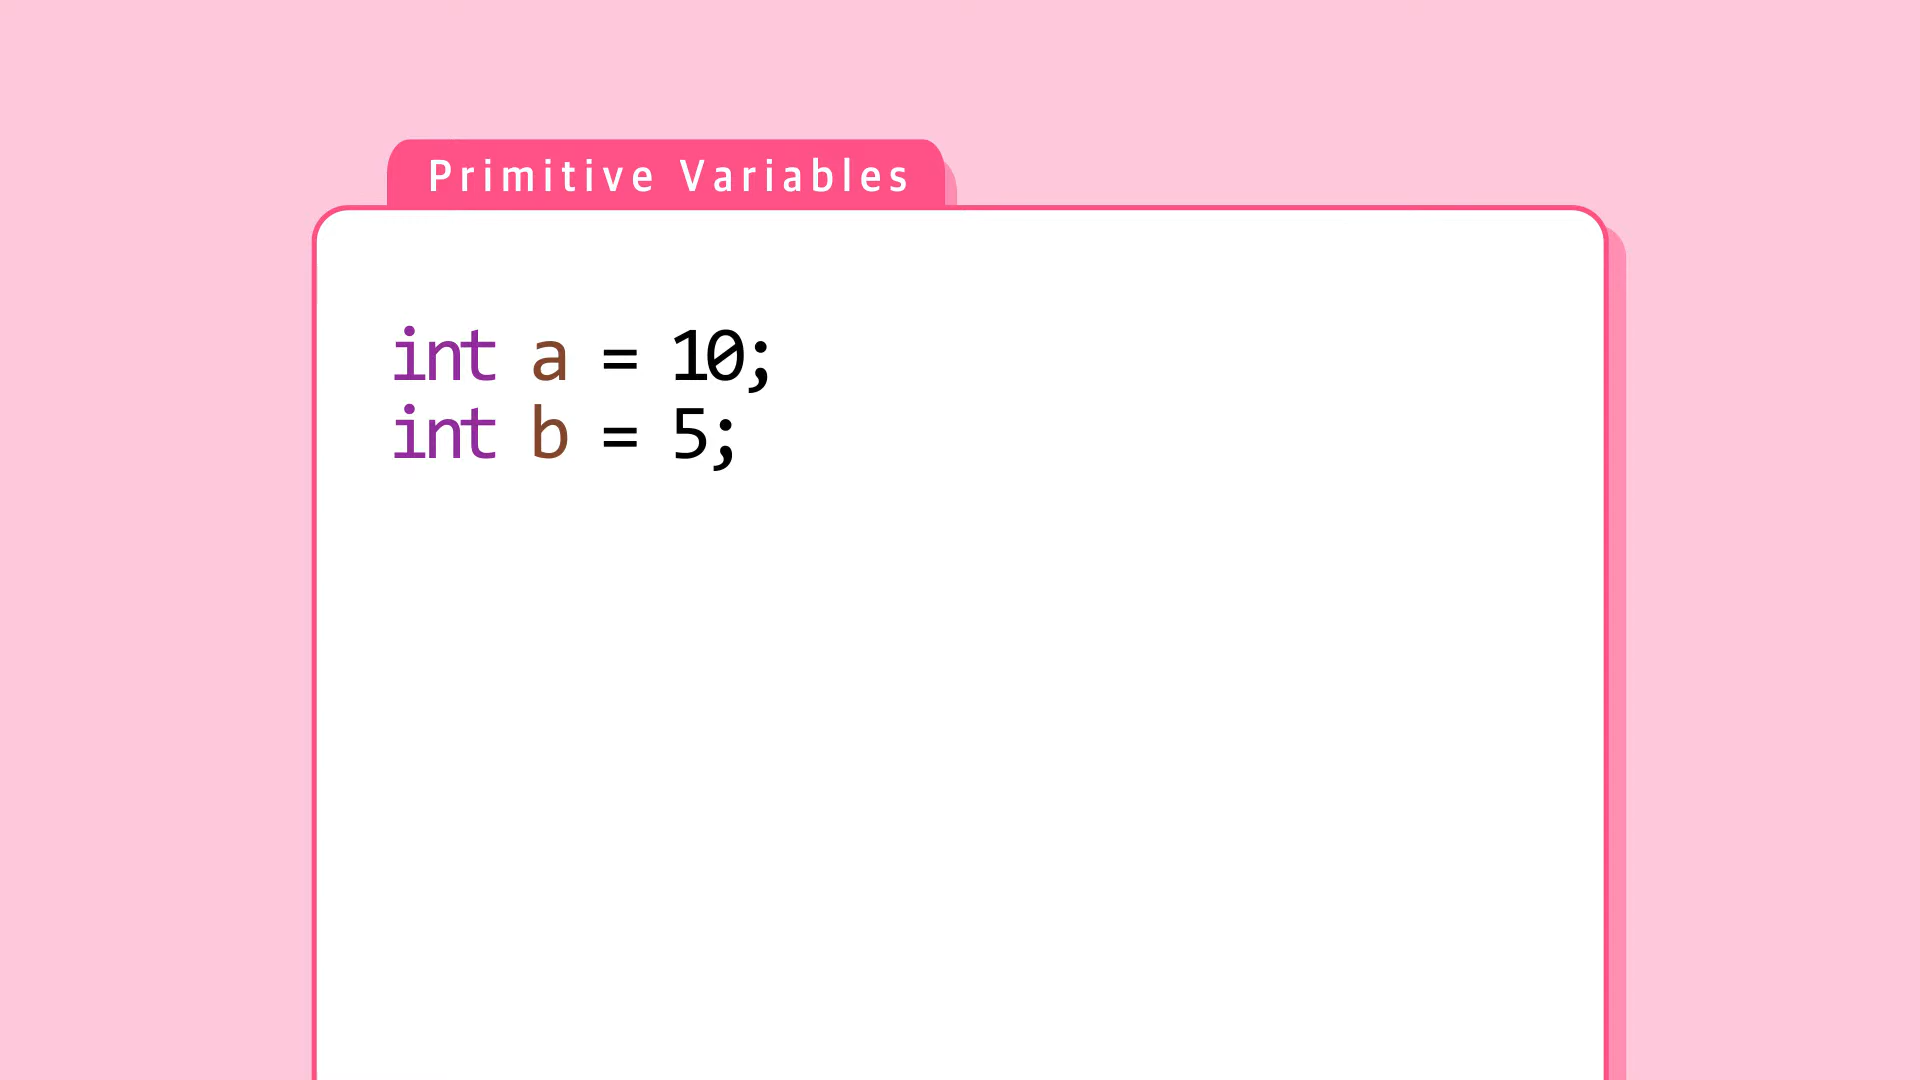 Primitive Variables
int a = 10;
int b = 5;